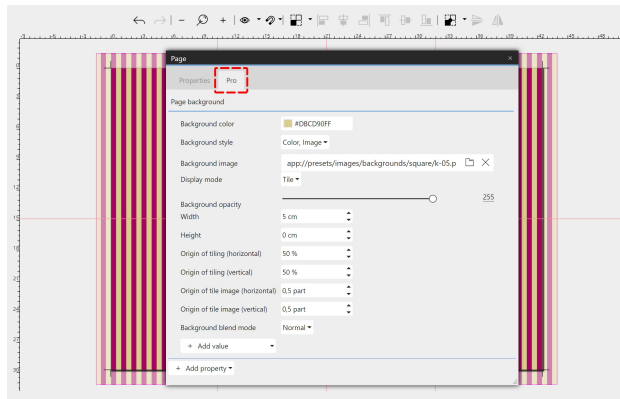 Page
Properties Pro
Page background
Background color #DBCD90FF
Background style Color, Image
Background image app://presets/images/backgrounds/square/k-05.p
Display mode Tile
Background opacity 255
Width 5 cm
Height 0 cm
Origin of tiling (horizontal) 50 %
Origin of tiling (vertical) 50 %
Origin of tile image (horizontal) 0,5 part
Origin of tile image (vertical) 0,5 part
Background blend mode Normal
+ Add value
+ Add property